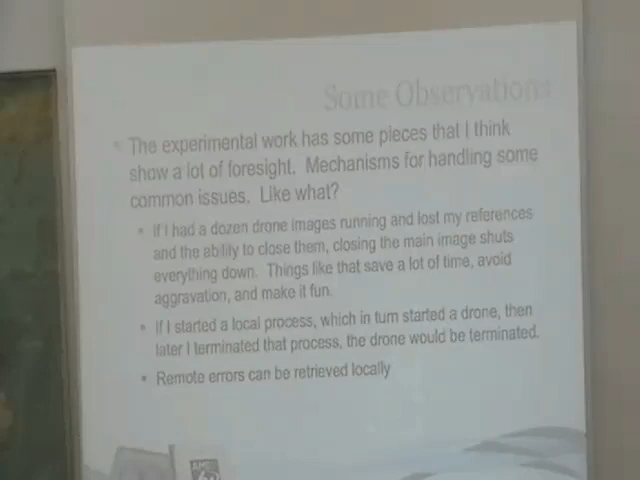 Some Observations
The experimental work has some pieces that I think
show a lot of foresight. Mechanisms for handling some
common issues. Like what?
If I had a dozen drone images running and lost my references
and the ability to close them, closing the main image shuts
everything down. Things like that save a lot of time, avoid
aggravation, and make it fun.
If I started a local process, which in turn started a drone, then
later I terminated that process, the drone would be terminated.
Remote errors can be retrieved locally